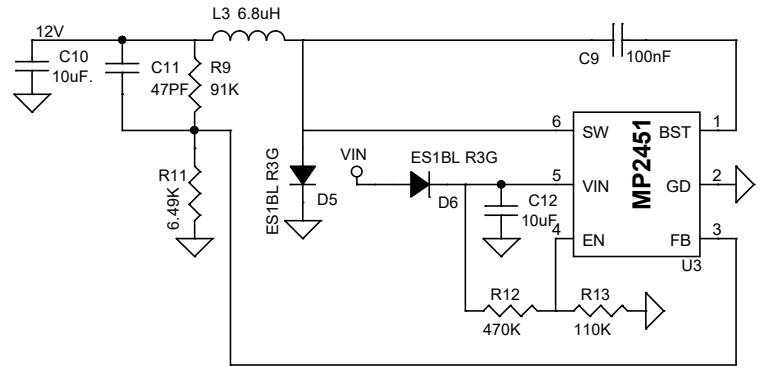 L3 6.8uH
12V
C10
10uF.
C11
47PF
R9
91K
C9
100nF
R11
6.49K
ES1BL R3G
D5
VIN
ES1BL R3G
D6
C12
10uF
6
5
4
SW
VIN
EN
MP2451
BST
GD
FB
1
2
3
U3
R12
470K
R13
110K